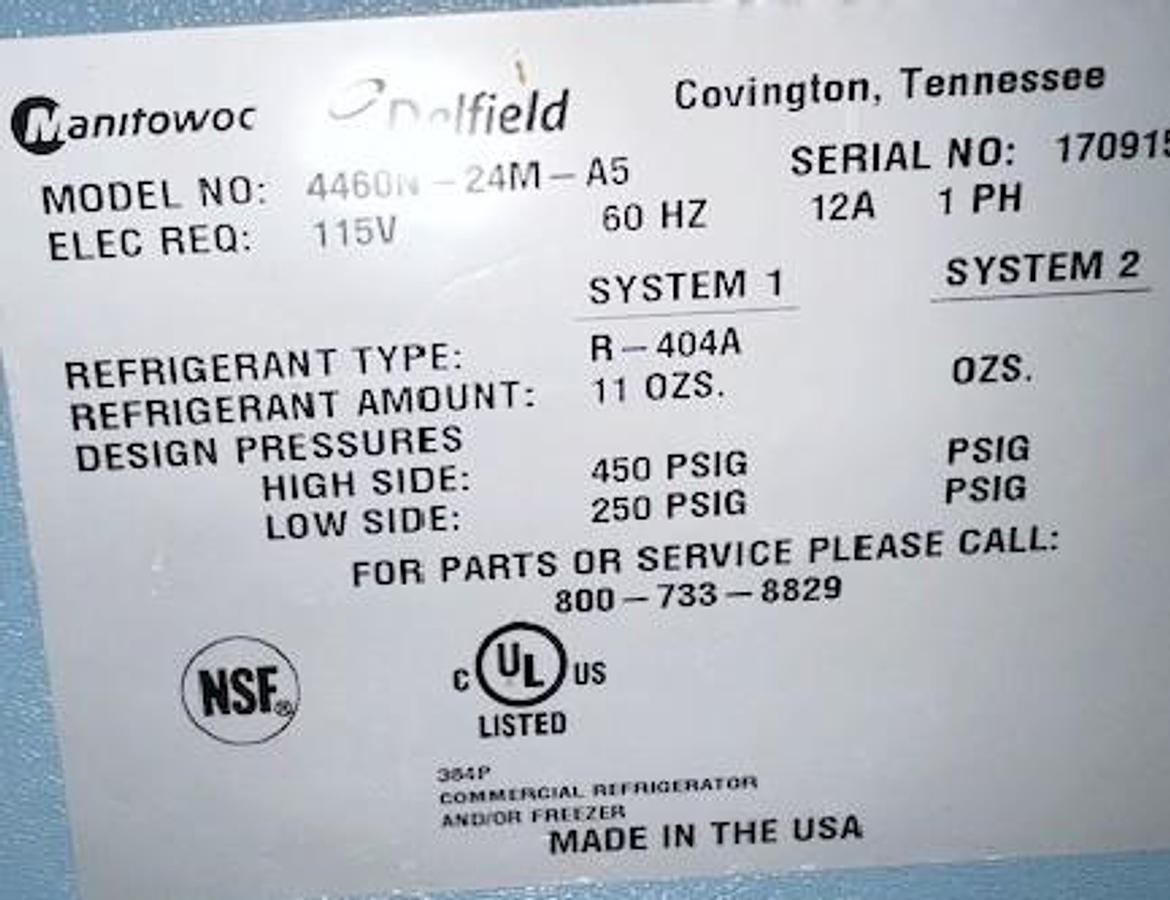 Manitowoc Delfield Covington, Tennessee
MODEL NO: 4460N-24M-A5 SERIAL NO: 170915
ELEC REQ: 115V 60 HZ 12A 1 PH
SYSTEM 1 SYSTEM 2
REFRIGERANT TYPE: R-404A
REFRIGERANT AMOUNT: 11 OZS. OZS.
DESIGN PRESSURES
HIGH SIDE: 450 PSIG PSIG
LOW SIDE: 250 PSIG PSIG
FOR PARTS OR SERVICE PLEASE CALL:
800-733-8829
NSF®
C UL US
LISTED
384P
COMMERCIAL REFRIGERATOR
AND/OR FREEZER
MADE IN THE USA